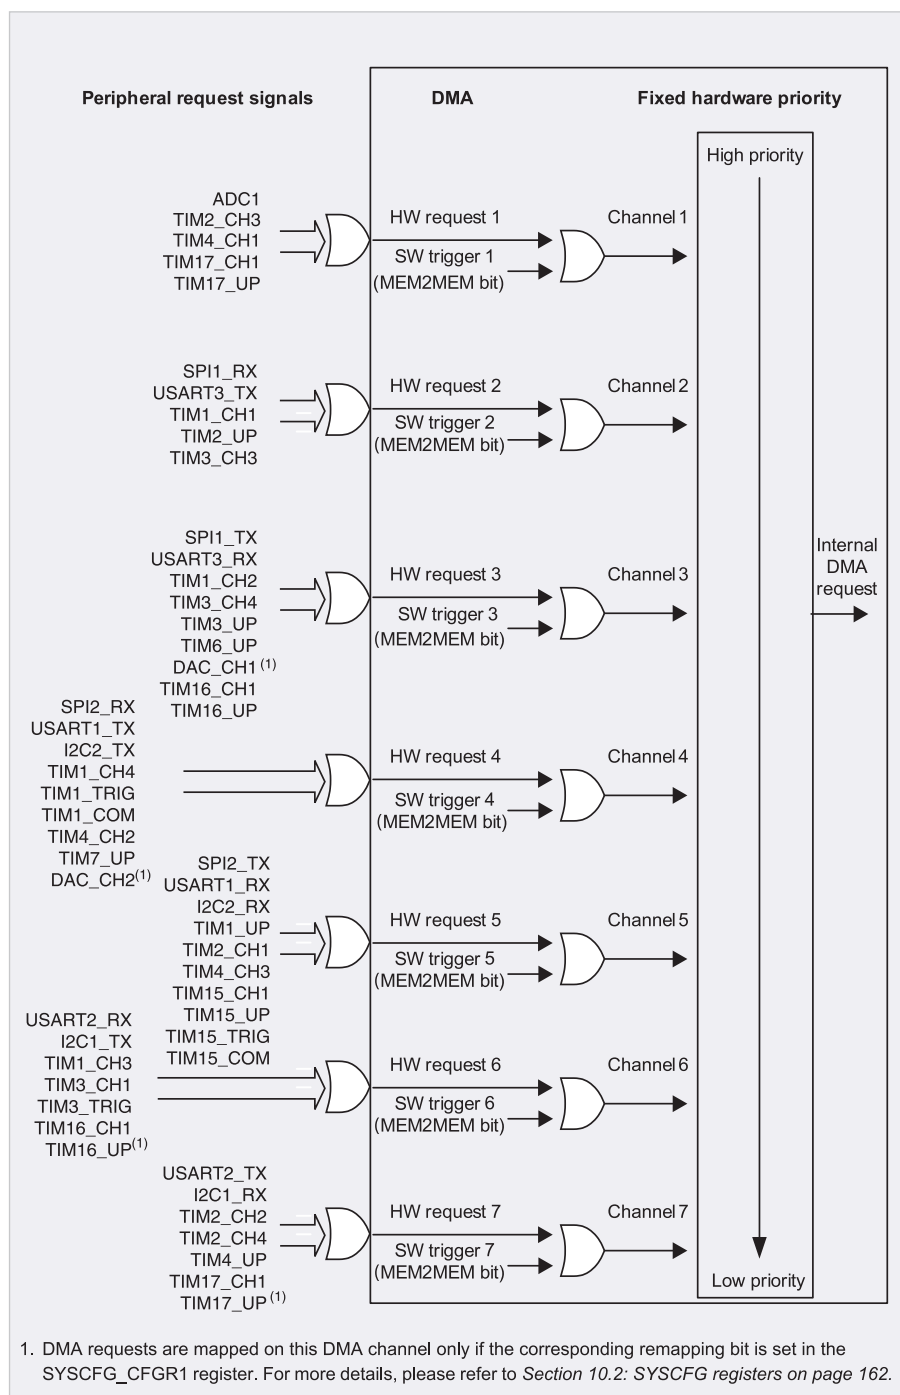 Peripheral request signals
DMA
Fixed hardware priority
High priority
ADC1
TIM2_CH3
TIM4_CH1
TIM17_CH1
TIM17_UP
HW request 1
SW trigger 1
(MEM2MEM bit)
Channel 1
SPI1_RX
USART3_TX
TIM1_CH1
TIM2_UP
TIM3_CH3
HW request 2
SW trigger 2
(MEM2MEM bit)
Channel 2
SPI1_TX
USART3_RX
TIM1_CH2
TIM3_CH4
TIM3_UP
TIM6_UP
DAC_CH1(1)
TIM16_CH1
TIM16_UP
HW request 3
SW trigger 3
(MEM2MEM bit)
Channel 3
Internal
DMA
request
SPI2_RX
USART1_TX
I2C2_TX
TIM1_CH4
TIM1_TRIG
TIM1_COM
TIM4_CH2
TIM7_UP
DAC_CH2(1)
HW request 4
SW trigger 4
(MEM2MEM bit)
Channel 4
SPI2_TX
USART1_RX
I2C2_RX
TIM1_UP
TIM2_CH1
TIM4_CH3
TIM15_CH1
TIM15_UP
TIM15_TRIG
TIM15_COM
HW request 5
SW trigger 5
(MEM2MEM bit)
Channel 5
USART2_RX
I2C1_TX
TIM1_CH3
TIM3_CH1
TIM3_TRIG
TIM16_CH1
TIM16_UP(1)
HW request 6
SW trigger 6
(MEM2MEM bit)
Channel 6
USART2_TX
I2C1_RX
TIM2_CH2
TIM2_CH4
TIM4_UP
TIM17_CH1
TIM17_UP(1)
HW request 7
SW trigger 7
(MEM2MEM bit)
Channel 7
Low priority
1. DMA requests are mapped on this DMA channel only if the corresponding remapping bit is set in the
SYSCFG_CFGR1 register. For more details, please refer to Section 10.2: SYSCFG registers on page 162.